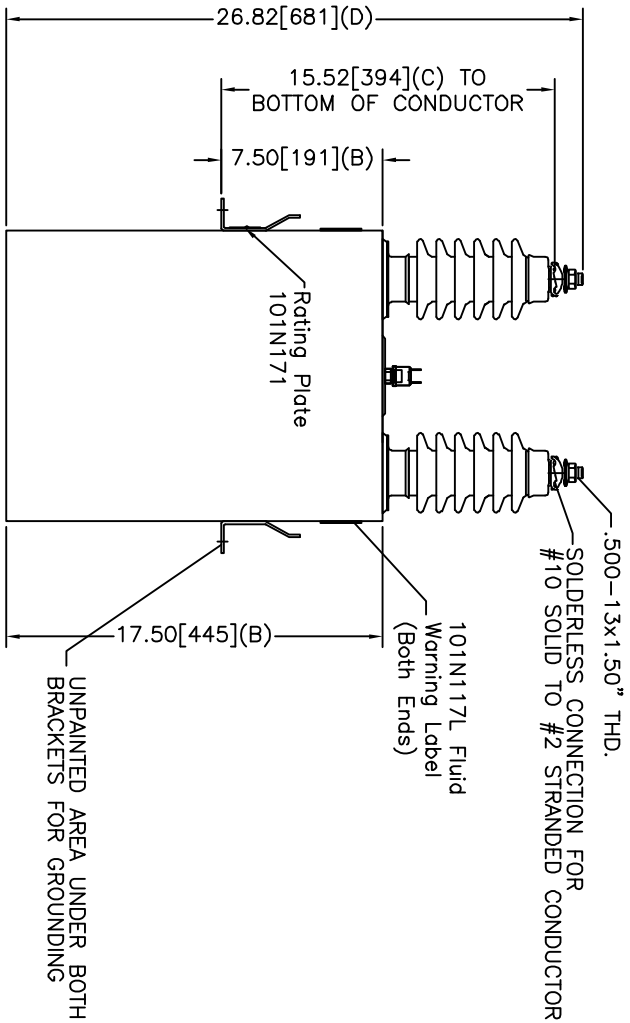 26.82[681](D)
15.52[394](C) TO
BOTTOM OF CONDUCTOR
7.50[191](B)
Rating Plate
101N171
.500-13x1.50" THD.
SOLDERLESS CONNECTION FOR
#10 SOLID TO #2 STRANDED CONDUCTOR
101N117L Fluid
Warning Label
(Both Ends)
17.50[445](B)
UNPAINTED AREA UNDER BOTH
BRACKETS FOR GROUNDING